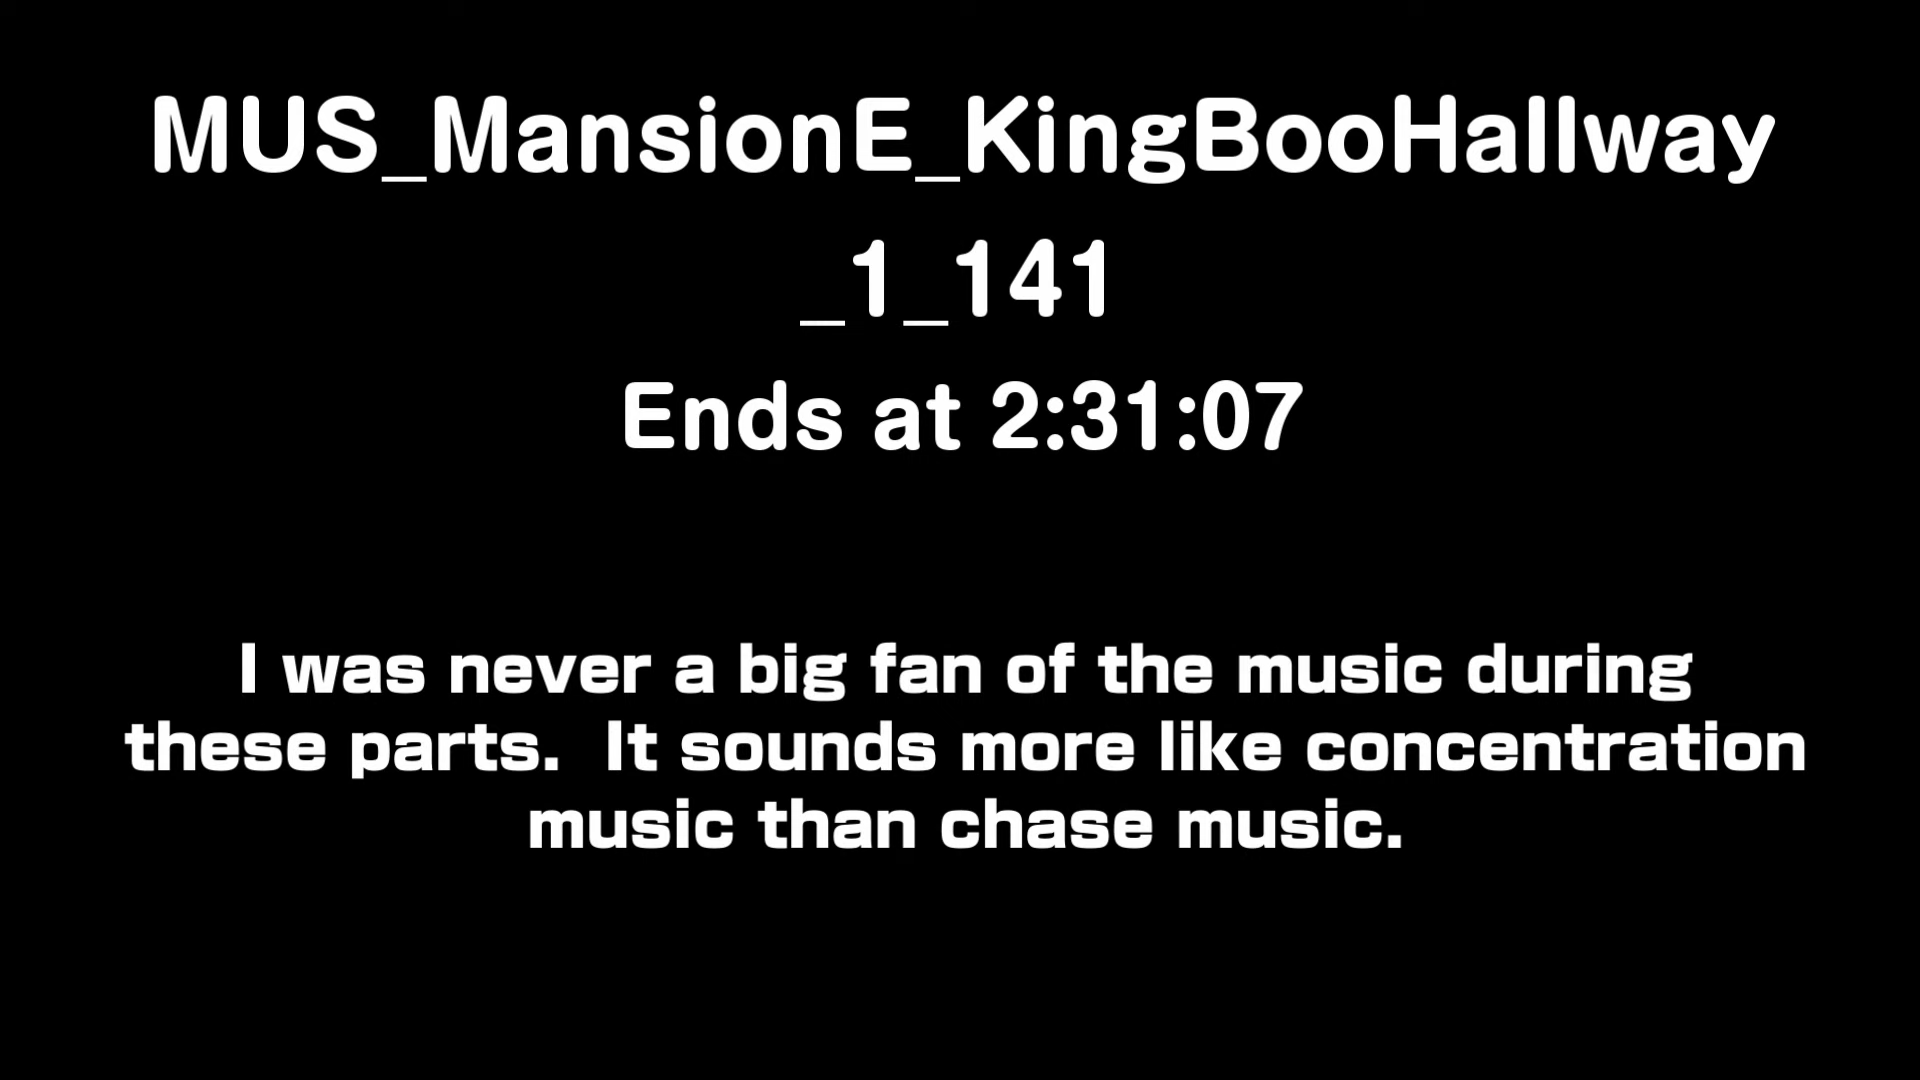 MUS_MansionE_KingBooHallway
_1_141
Ends at 2:31:07
I was never a big fan of the music during
these parts.  It sounds more like concentration
music than chase music.